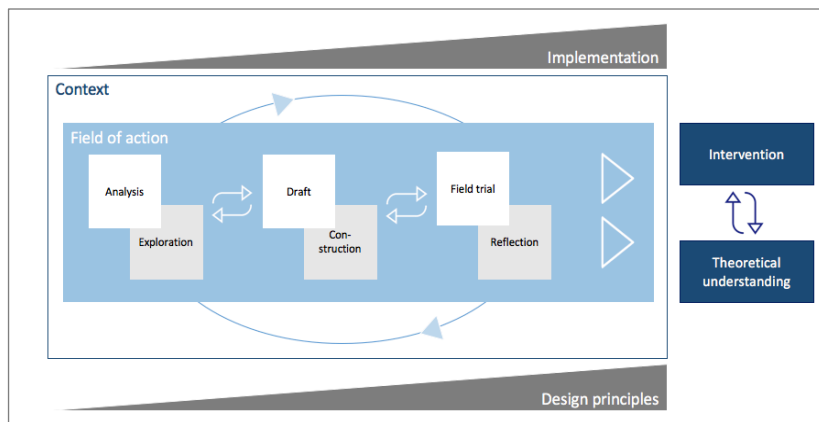 Implementation
Context
Field of action
Analysis
Exploration
Draft
Con-
struction
Field trial
Reflection
Intervention
Theoretical
understanding
Design principles